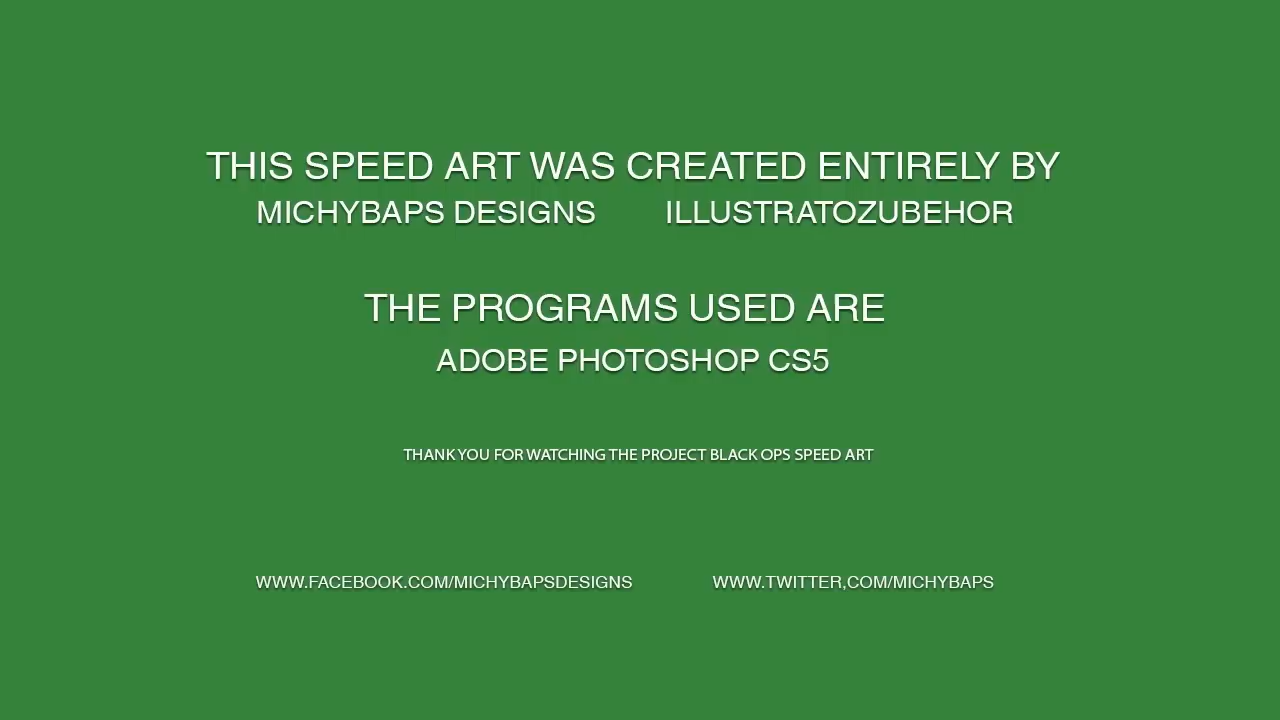 THIS SPEED ART WAS CREATED ENTIRELY BY
MICHYBAPS DESIGNS ILLUSTRATOZUBEHOR
THE PROGRAMS USED ARE
ADOBE PHOTOSHOP CS5
THANK YOU FOR WATCHING THE PROJECT BLACK OPS SPEED ART
WWW.FACEBOOK.COM/MICHYBAPSDESIGNS WWW.TWITTER,COM/MICHYBAPS